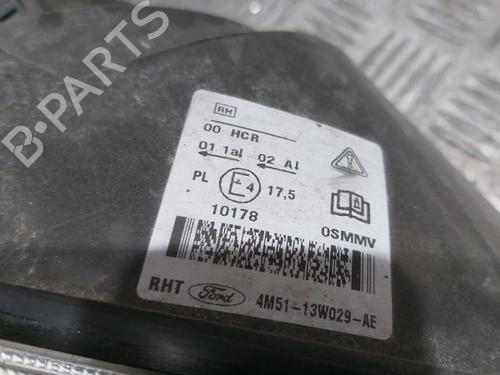 B-PARTS
RH
00 HCR
01 1al 02 Al
PL E4 17,5
10178
0SMMV
RHT Ford 4M51-13W029-AE